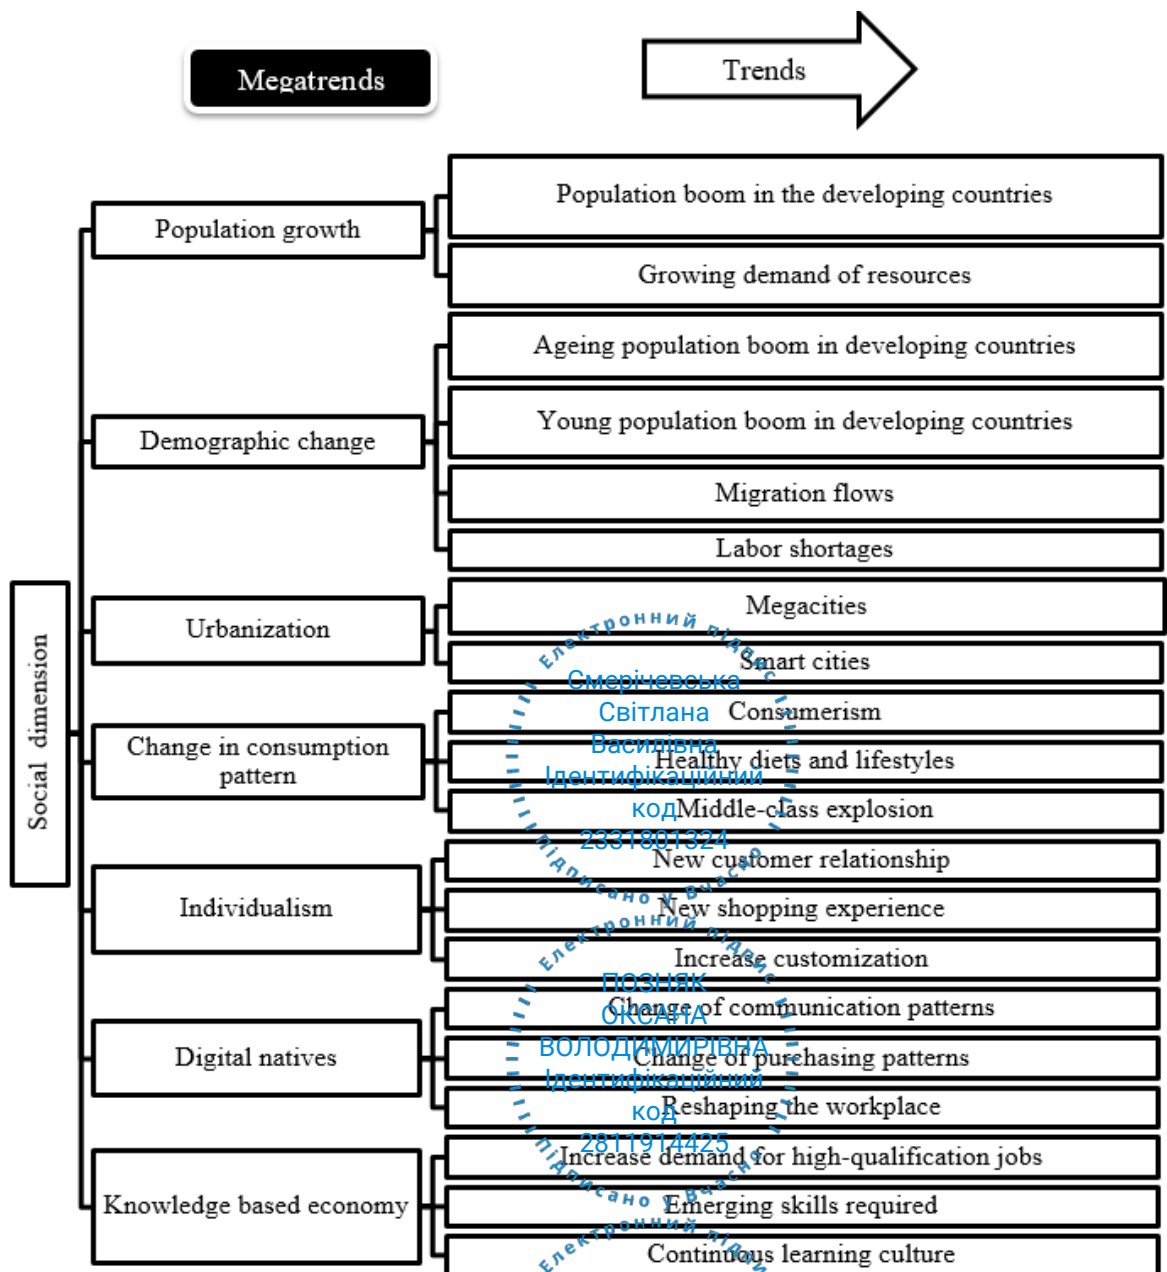 Megatrends
Trends
Social dimension
Population growth
Population boom in the developing countries
Growing demand of resources
Demographic change
Ageing population boom in developing countries
Young population boom in developing countries
Migration flows
Labor shortages
Urbanization
Megacities
Smart cities
Change in consumption
pattern
Consumerism
Healthy diets and lifestyles
Middle-class explosion
Individualism
New customer relationship
New shopping experience
Increase customization
Digital natives
Change of communication patterns
Change of purchasing patterns
Reshaping the workplace
Knowledge based economy
Increase demand for high-qualification jobs
Emerging skills required
Continuous learning culture
Електронний підпис
Смерічевська
Світлана
Василівна
Ідентифікаційний
код
2331801324
Підписано у Вчасно
Електронний підпис
ПОЗНЯК
ОКСАНА
ВОЛОДИМИРІВНА
Ідентифікаційний
код
2811914425
Підписано у Вчасно
Електронний підпис